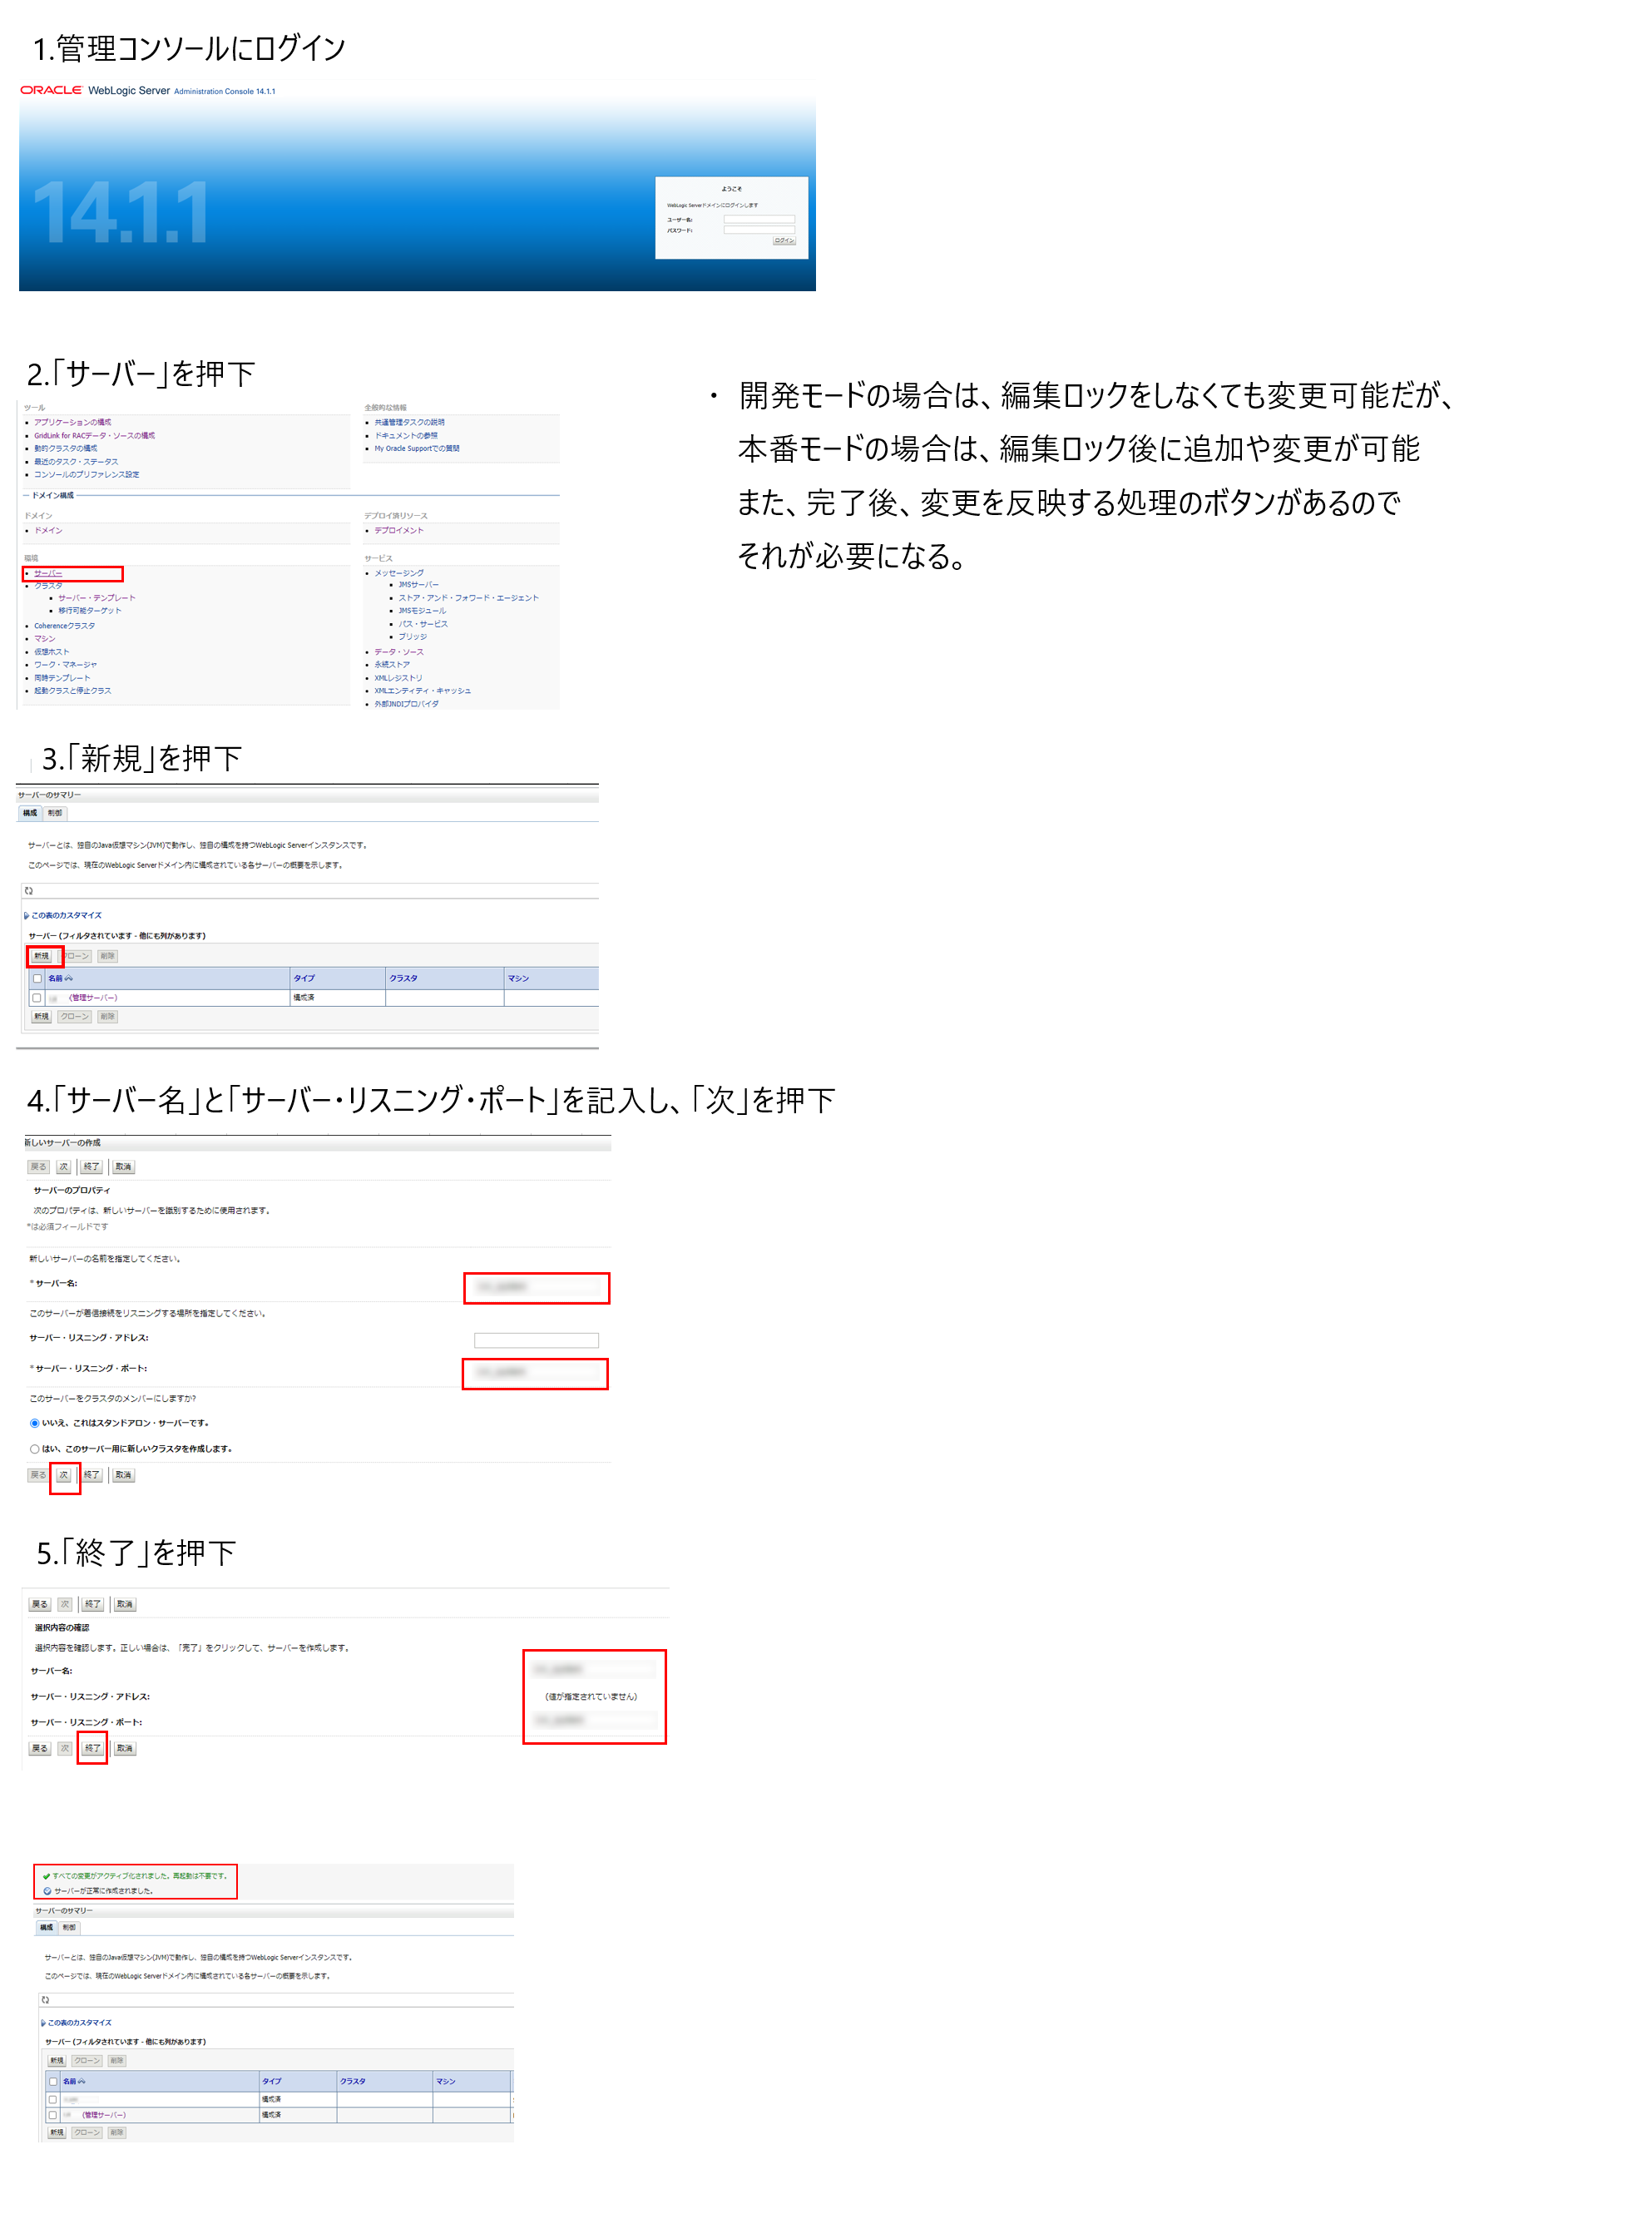 1.管理コンソールにログイン
ORACLE WebLogic Server Administration Console 14.1.1
14.1.1
ようこそ
WebLogic Serverドメインにログインします
ユーザー名:
パスワード:
ログイン
2.「サーバー」を押下
・ 開発モードの場合は、編集ロックをしなくても変更可能だが、
本番モードの場合は、編集ロック後に追加や変更が可能
また、完了後、変更を反映する処理のボタンがあるので
それが必要になる。
ツール
アプリケーションの構成
GridLink for RACデータ・ソースの構成
動的クラスタの構成
最近のタスク・ステータス
コンソールのプリファレンス設定
全般的な情報
共通管理タスクの説明
ドキュメントの参照
My Oracle Supportでの質問
ドメイン構成
ドメイン
ドメイン
デプロイ済リソース
デプロイメント
環境
サーバー
クラスタ
サーバー・テンプレート
移行可能ターゲット
Coherenceクラスタ
マシン
仮想ホスト
ワーク・マネージャ
同時テンプレート
起動クラスと停止クラス
サービス
メッセージング
JMSサーバー
ストア・アンド・フォワード・エージェント
JMSモジュール
パス・サービス
ブリッジ
データ・ソース
永続ストア
XMLレジストリ
XMLエンティティ・キャッシュ
外部JNDIプロバイダ
3.「新規」を押下
サーバーのサマリー
構成 制御
サーバーとは、独自のJava仮想マシン(JVM)で動作し、独自の構成を持つWebLogic Serverインスタンスです。
このページでは、現在のWebLogic Serverドメイン内に構成されている各サーバーの概要を示します。
この表のカスタマイズ
サーバー (フィルタされています - 他にも列があります)
新規 クローン 削除
名前 タイプ クラスタ マシン
(管理サーバー) 構成済
新規 クローン 削除
4.「サーバー名」と「サーバー・リスニング・ポート」を記入し、「次」を押下
新しいサーバーの作成
戻る 次 終了 取消
サーバーのプロパティ
次のプロパティは、新しいサーバーを識別するために使用されます。
*は必須フィールドです
新しいサーバーの名前を指定してください。
* サーバー名:
このサーバーが着信接続をリスニングする場所を指定してください。
サーバー・リスニング・アドレス:
* サーバー・リスニング・ポート:
このサーバーをクラスタのメンバーにしますか?
いいえ、これはスタンドアロン・サーバーです。
はい、このサーバー用に新しいクラスタを作成します。
戻る 次 終了 取消
5.「終了」を押下
戻る 次 終了 取消
選択内容の確認
選択内容を確認します。正しい場合は、「完了」をクリックして、サーバーを作成します。
サーバー名:
サーバー・リスニング・アドレス: (値が指定されていません)
サーバー・リスニング・ポート:
戻る 次 終了 取消
すべての変更がアクティブ化されました。再起動は不要です。
サーバーが正常に作成されました。
サーバーのサマリー
構成 制御
サーバーとは、独自のJava仮想マシン(JVM)で動作し、独自の構成を持つWebLogic Serverインスタンスです。
このページでは、現在のWebLogic Serverドメイン内に構成されている各サーバーの概要を示します。
この表のカスタマイズ
サーバー (フィルタされています - 他にも列があります)
新規 クローン 削除
名前 タイプ クラスタ マシン
構成済
(管理サーバー) 構成済
新規 クローン 削除